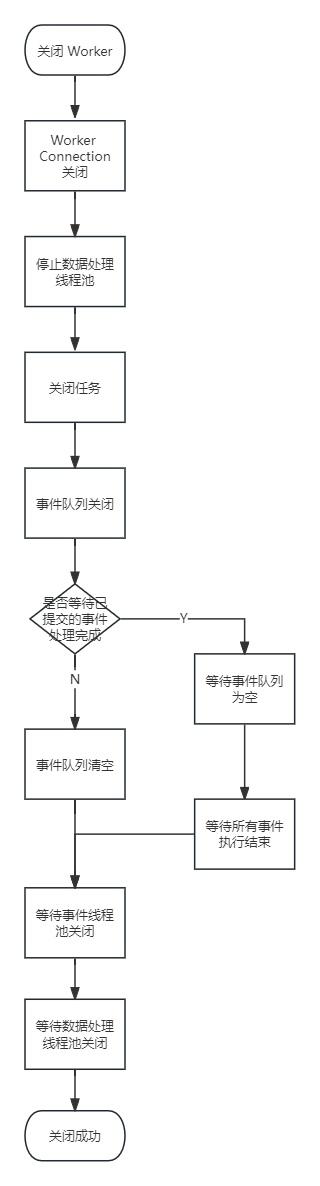 关闭 Worker
Worker
Connection
关闭
停止数据处理
线程池
关闭任务
事件队列关闭
是否等待已
提交的事件
处理完成
Y
N
等待事件队列
为空
事件队列清空
等待所有事件
执行结束
等待事件线程
池关闭
等待数据处理
线程池关闭
关闭成功